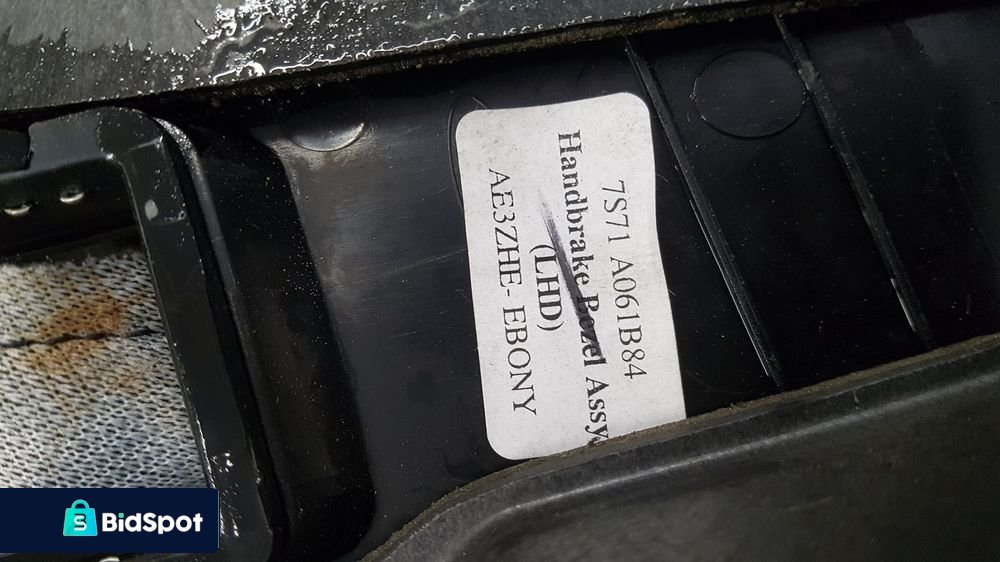 7S71 A061B84
Handbrake Bezel Assy
(LHD)
AE3ZHE- EBONY
BidSpot